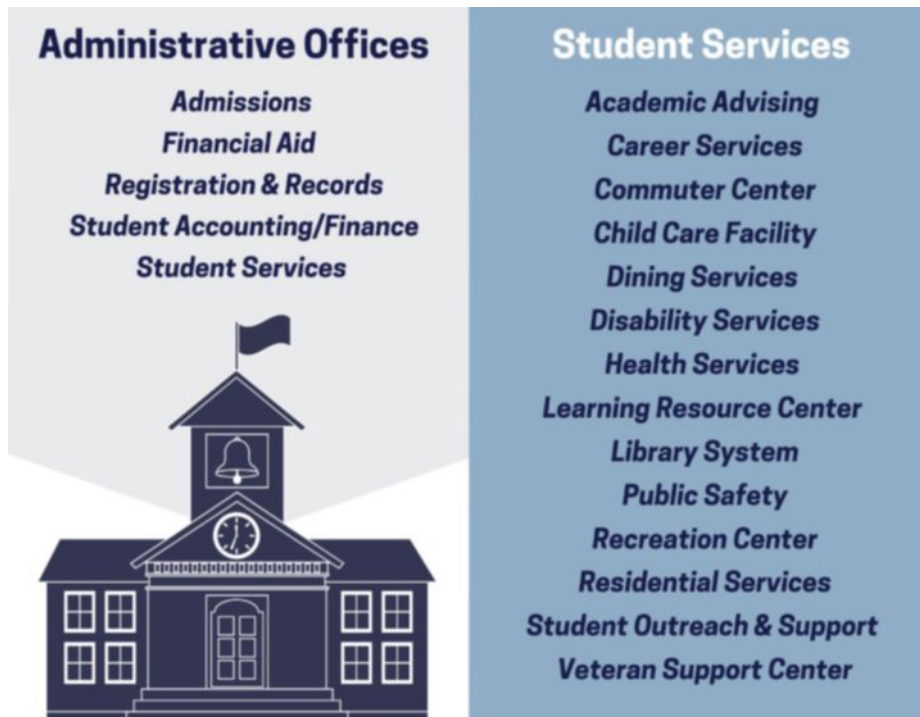 Administrative Offices
Admissions
Financial Aid
Registration & Records
Student Accounting/Finance
Student Services
Student Services
Academic Advising
Career Services
Commuter Center
Child Care Facility
Dining Services
Disability Services
Health Services
Learning Resource Center
Library System
Public Safety
Recreation Center
Residential Services
Student Outreach & Support
Veteran Support Center